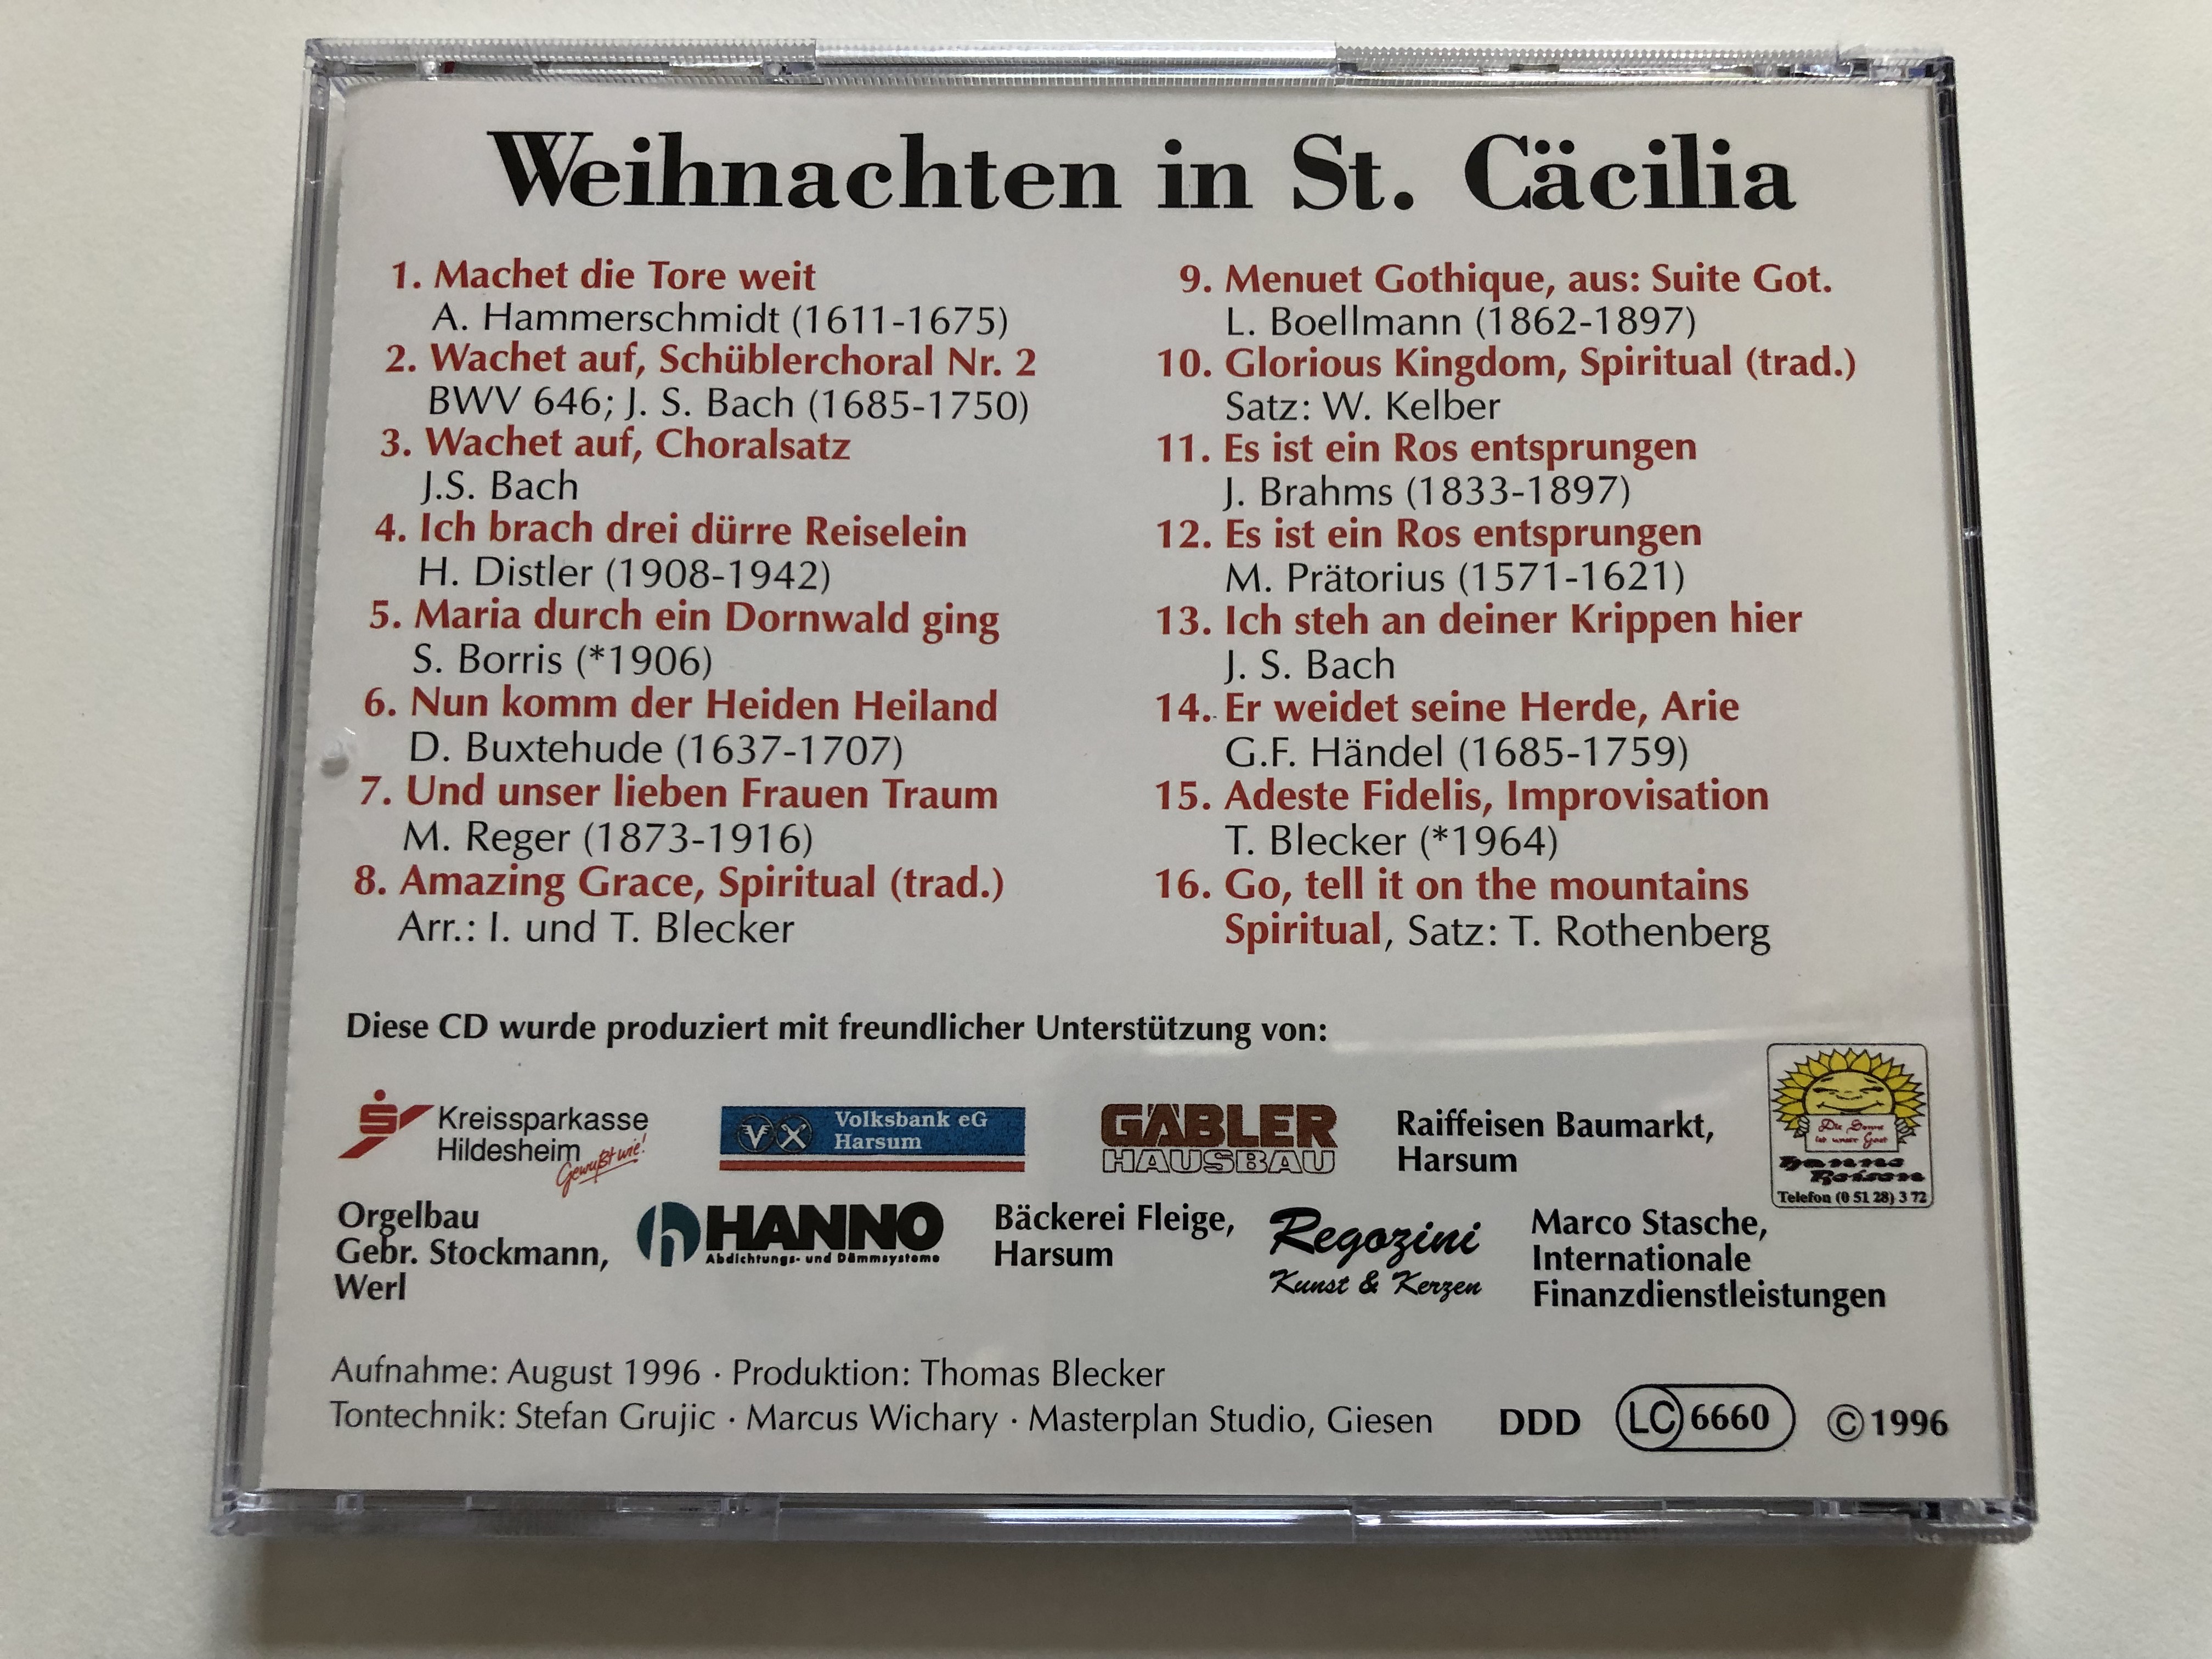 Weihnachten in St. Cäcilia
1. Machet die Tore weit
A. Hammerschmidt (1611-1675)
2. Wachet auf, Schüblerchoral Nr. 2
BWV 646; J. S. Bach (1685-1750)
3. Wachet auf, Choralsatz
J.S. Bach
4. Ich brach drei dürre Reiselein
H. Distler (1908-1942)
5. Maria durch ein Dornwald ging
S. Borris (*1906)
6. Nun komm der Heiden Heiland
D. Buxtehude (1637-1707)
7. Und unser lieben Frauen Traum
M. Reger (1873-1916)
8. Amazing Grace, Spiritual (trad.)
Arr.: I. und T. Blecker
9. Menuet Gothique, aus: Suite Got.
L. Boellmann (1862-1897)
10. Glorious Kingdom, Spiritual (trad.)
Satz: W. Kelber
11. Es ist ein Ros entsprungen
J. Brahms (1833-1897)
12. Es ist ein Ros entsprungen
M. Prätorius (1571-1621)
13. Ich steh an deiner Krippen hier
J. S. Bach
14. Er weidet seine Herde, Arie
G.F. Händel (1685-1759)
15. Adeste Fidelis, Improvisation
T. Blecker (*1964)
16. Go, tell it on the mountains
Spiritual, Satz: T. Rothenberg
Diese CD wurde produziert mit freundlicher Unterstützung von:
Kreissparkasse
Hildesheim
Gewußt wie!
Volksbank eG
Harsum
GÄBLER
HAUSBAU
Raiffeisen Baumarkt,
Harsum
Die Sonne
ist unser Gast
Hanns
Reisen
Telefon (0 51 28) 3 72
Orgelbau
Gebr. Stockmann,
Werl
HANNO
Abdichtungs- und Dämmsysteme
Bäckerei Fleige,
Harsum
Regozini
Kunst & Kerzen
Marco Stasche,
Internationale
Finanzdienstleistungen
Aufnahme: August 1996 · Produktion: Thomas Blecker
Tontechnik: Stefan Grujic · Marcus Wichary · Masterplan Studio, Giesen
DDD LC 6660 © 1996